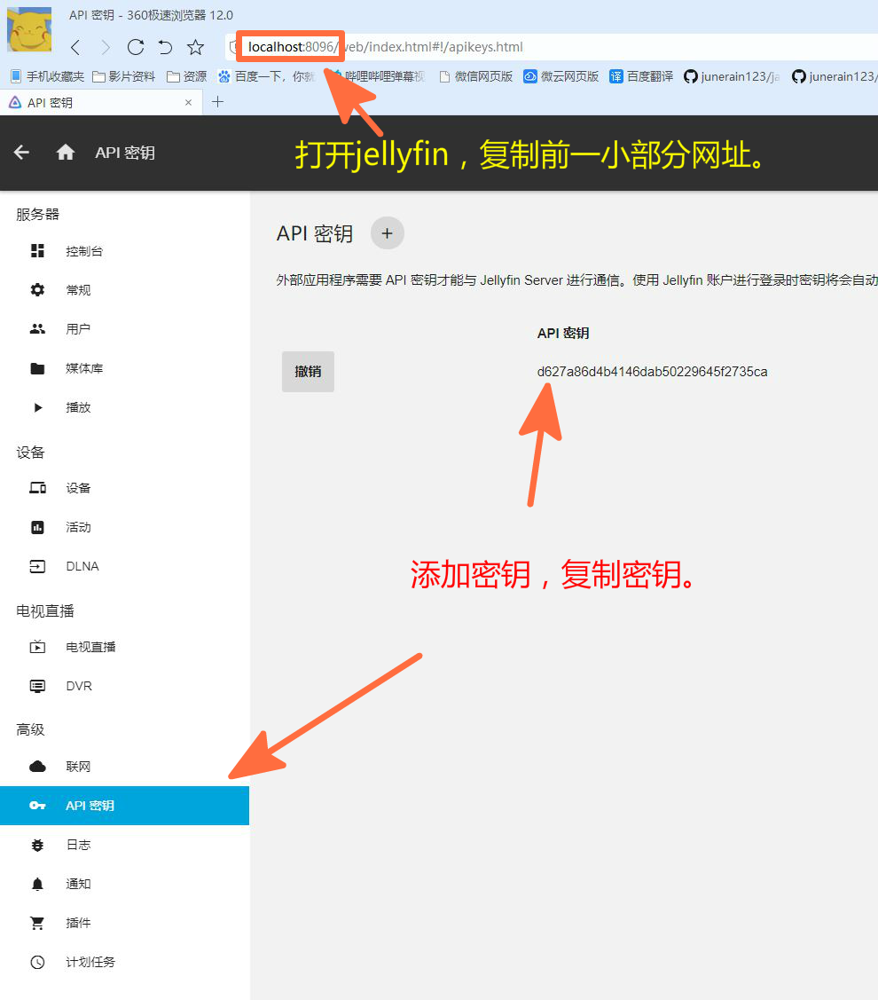 API 密钥 - 360极速浏览器 12.0
localhost:8096/web/index.html#!/apikeys.html
手机收藏夹 影片资料 资源 百度一下，你就 哔哩哔哩弹幕视 微信网页版 微云网页版 译 百度翻译 junerain123/ja junerain123/
API 密钥
API 密钥
打开jellyfin，复制前一小部分网址。
服务器
控制台
常规
用户
媒体库
播放
设备
设备
活动
DLNA
电视直播
电视直播
DVR
高级
联网
API 密钥
日志
通知
插件
计划任务
API 密钥 +
外部应用程序需要 API 密钥才能与 Jellyfin Server 进行通信。使用 Jellyfin 账户进行登录时密钥将会自动
API 密钥
撤销 d627a86d4b4146dab50229645f2735ca
添加密钥，复制密钥。